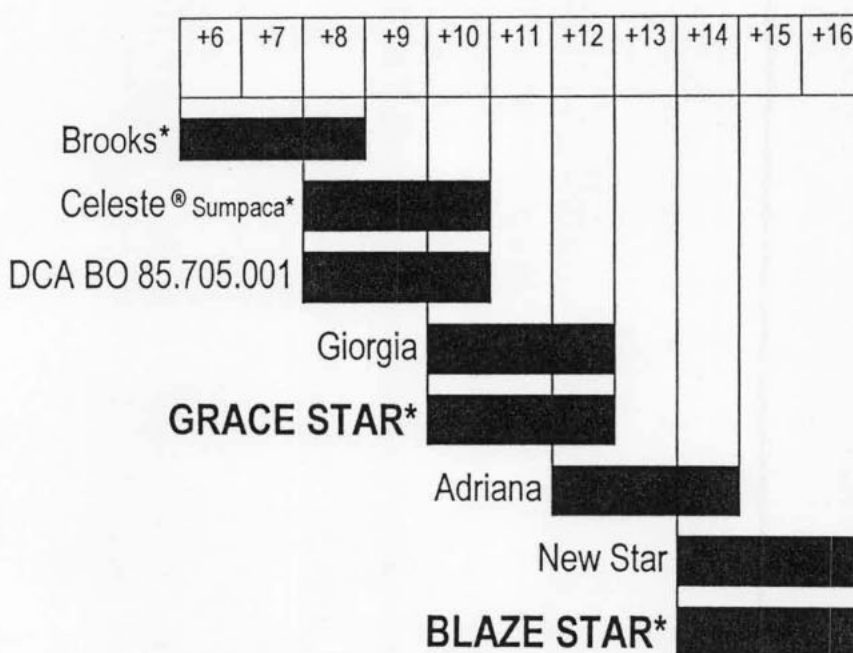 +6 +7 +8 +9 +10 +11 +12 +13 +14 +15 +16
Brooks*
Celeste® Sumpaca*
DCA BO 85.705.001
Giorgia
GRACE STAR*
Adriana
New Star
BLAZE STAR*